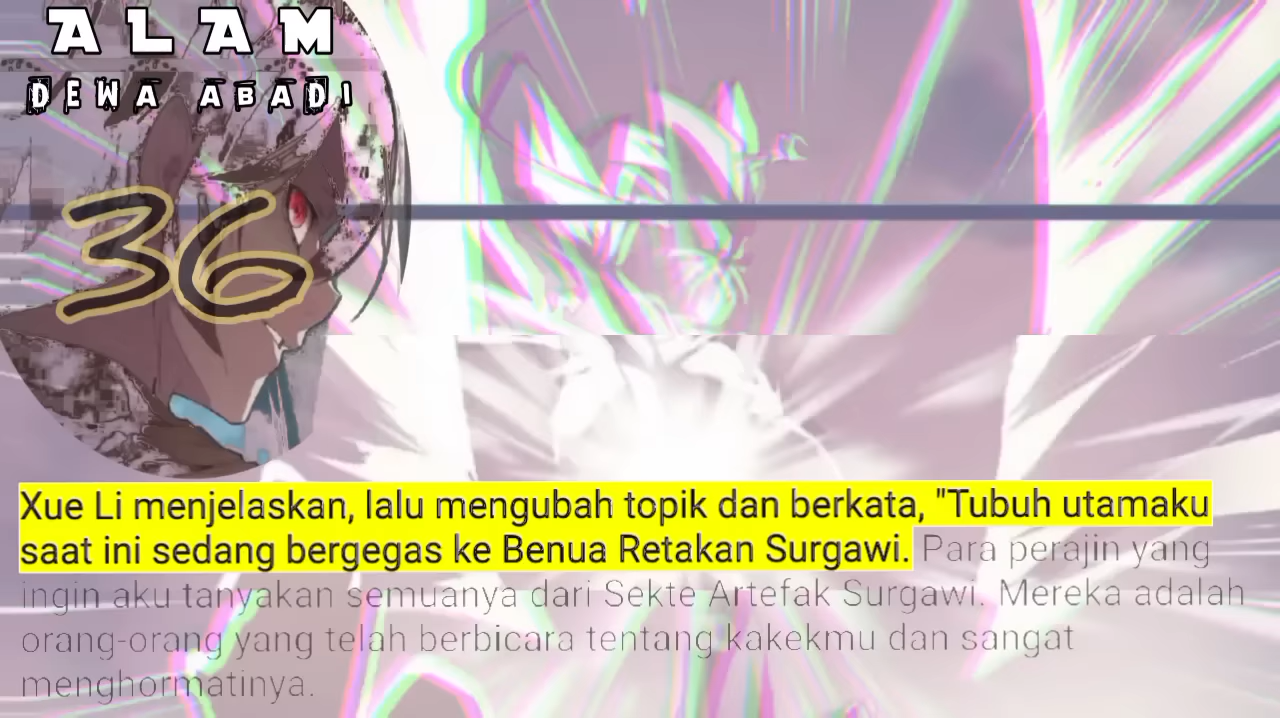 ALAM
DEWA ABADI
36
Xue Li menjelaskan, lalu mengubah topik dan berkata, "Tubuh utamaku
saat ini sedang bergegas ke Benua Retakan Surgawi. Para perajin yang
ingin aku tanyakan semuanya dari Sekte Artefak Surgawi. Mereka adalah
orang-orang yang telah berbicara tentang kakekmu dan sangat
menghormatinya.